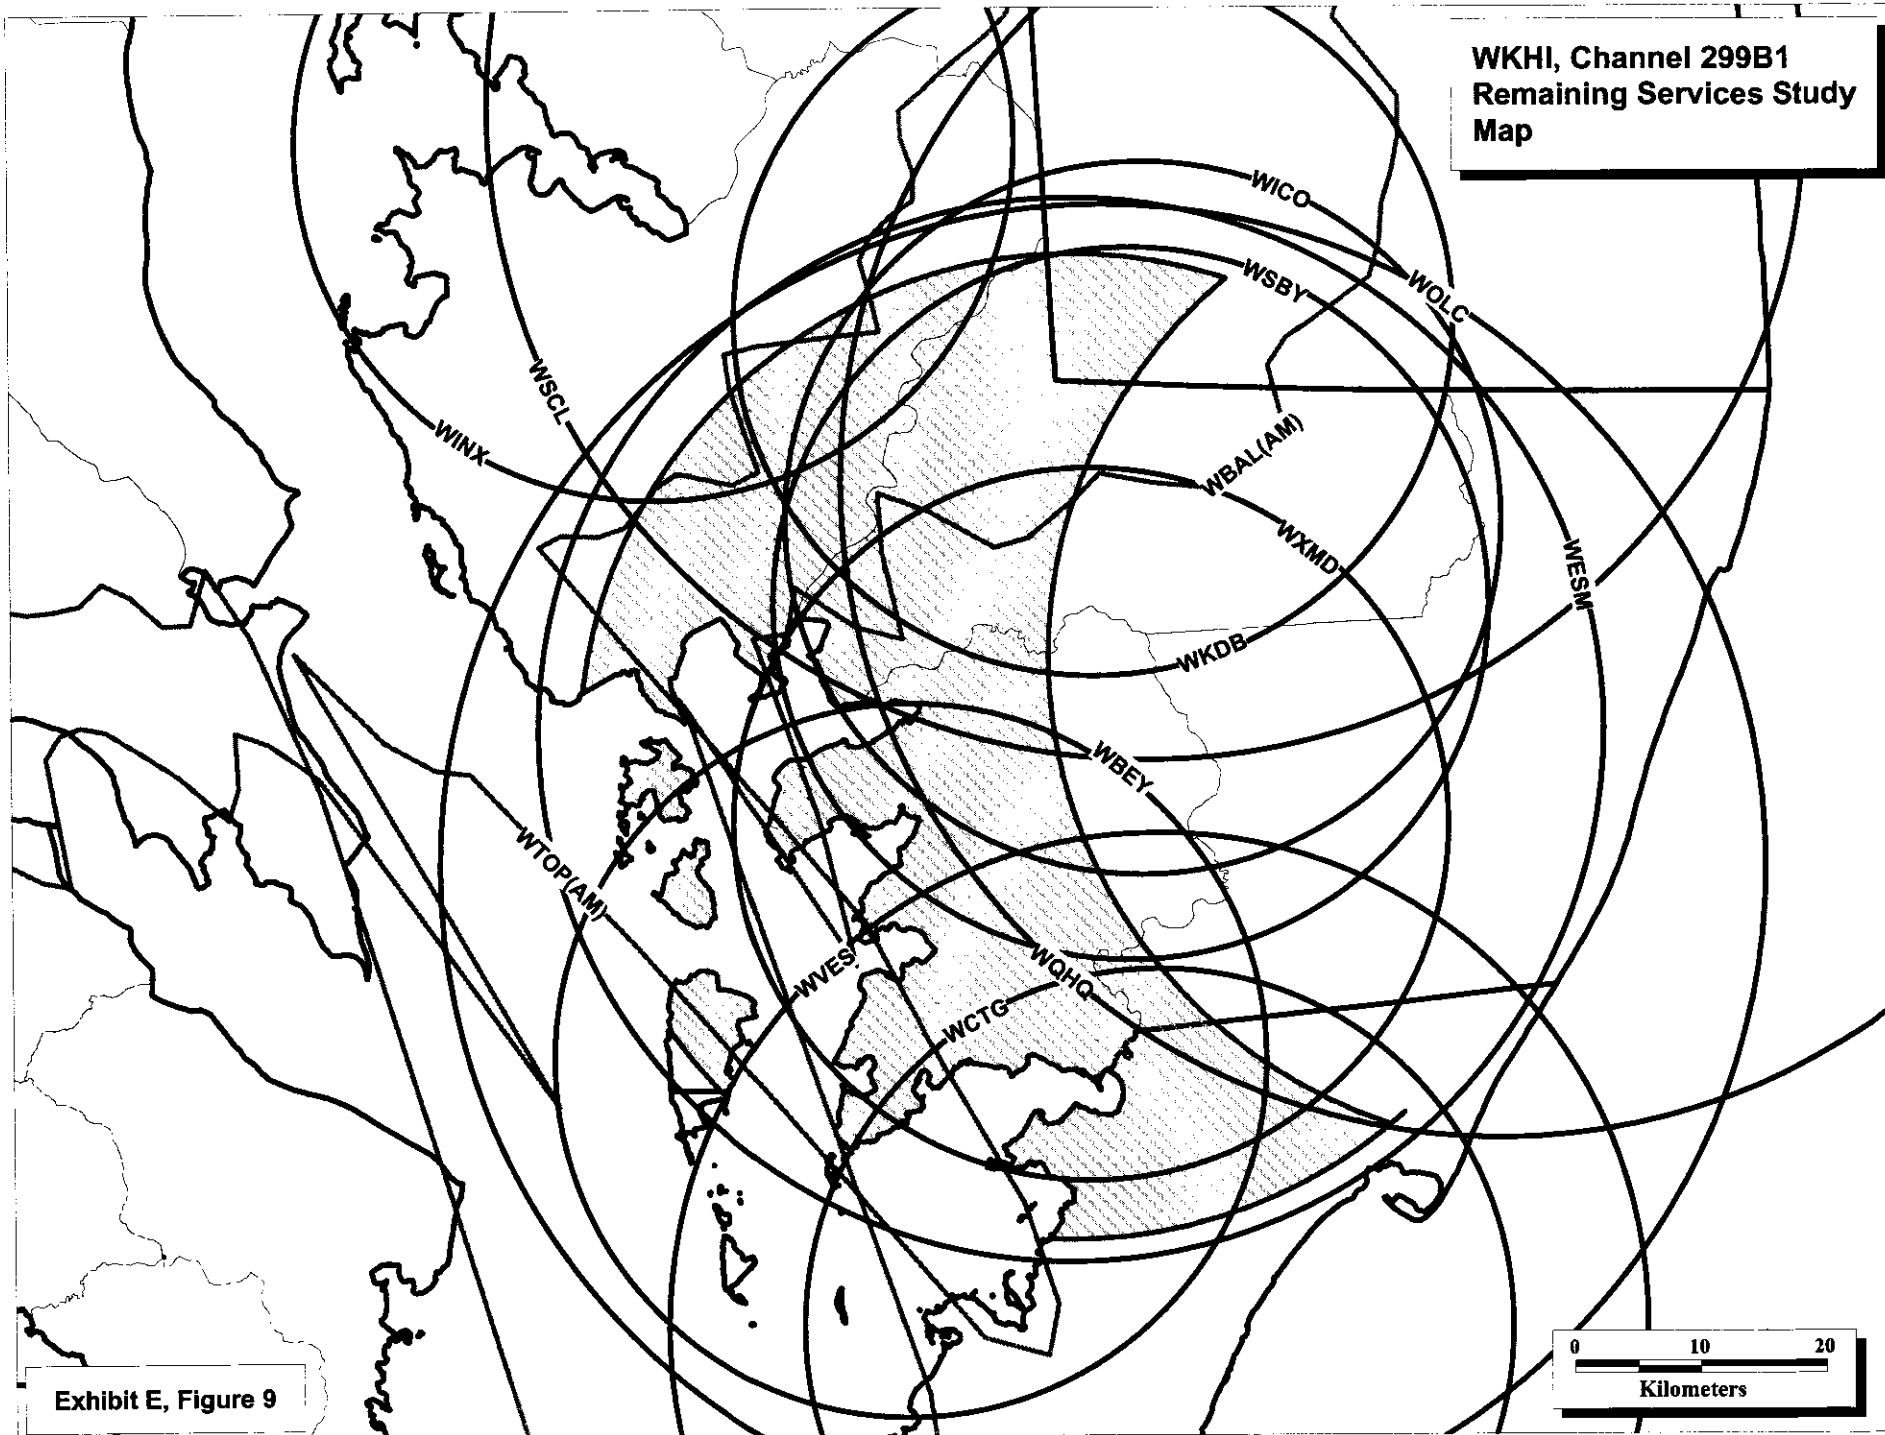 WKHI, Channel 299B1
Remaining Services Study
Map
WICO
WSBY
WOLC
WSCL
WINX
WBAL(AM)
WXMD
WESM
WKDB
WBEY
WTOP(AM)
WVES
WQHQ
WCTG
0 10 20
Kilometers
Exhibit E, Figure 9